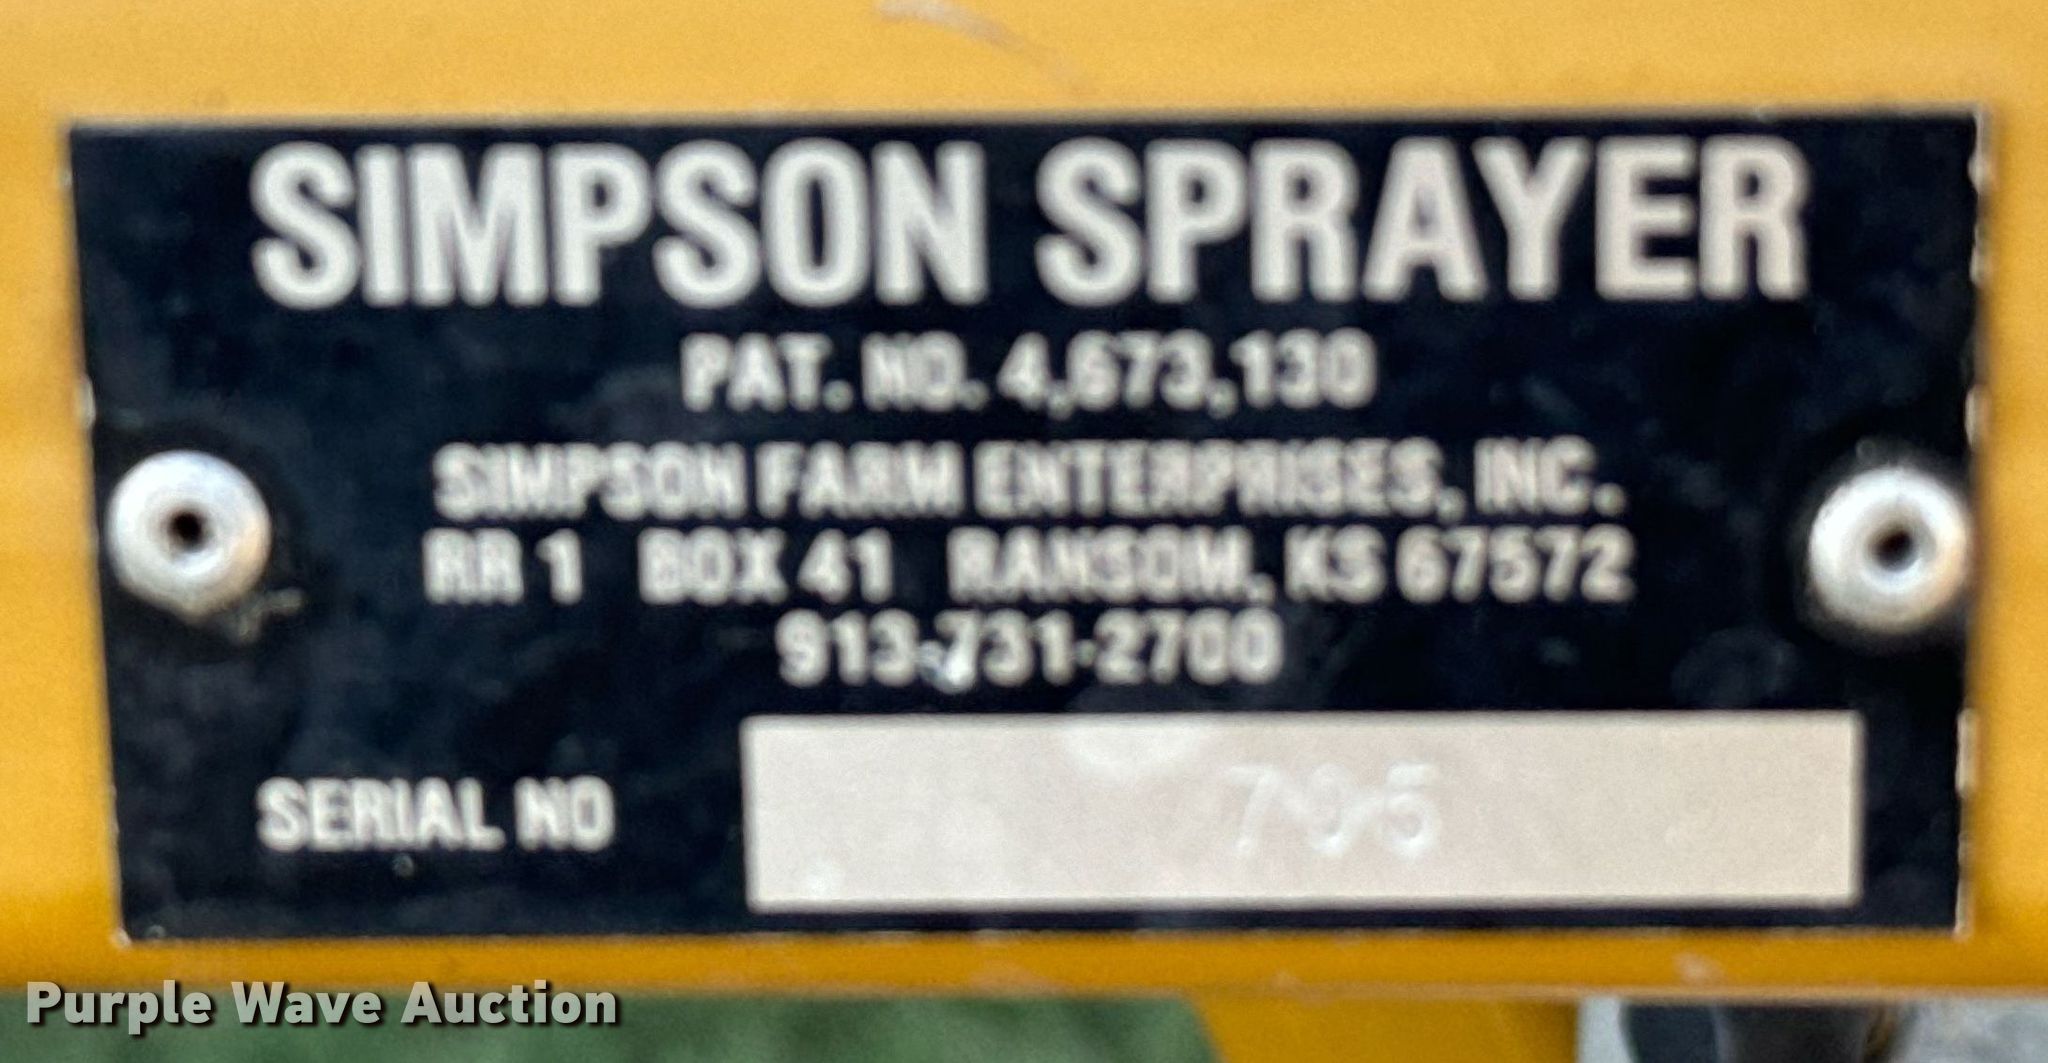 SIMPSON SPRAYER
PAT. NO. 4,673,130
SIMPSON FARM ENTERPRISES, INC.
RR 1 BOX 41 RANSOM, KS 67572
913-731-2700
SERIAL NO 795
Purple Wave Auction